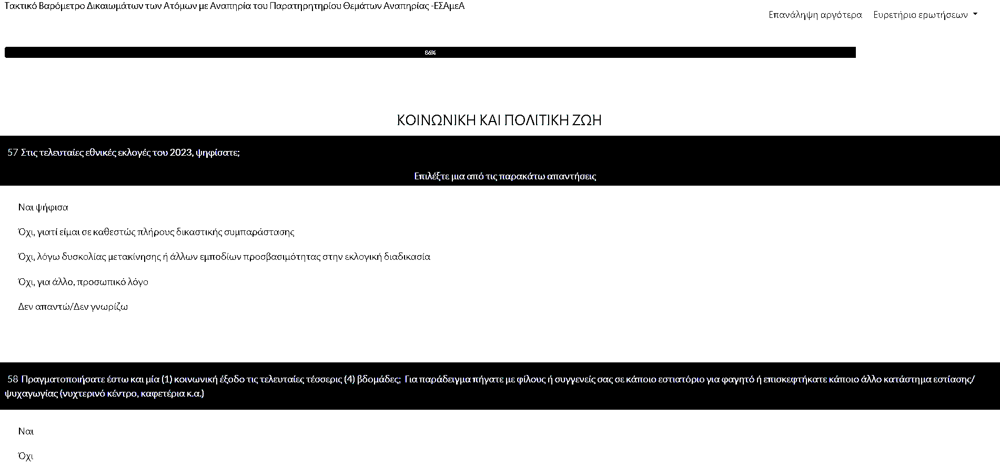 Τακτικό Βαρόμετρο Δικαιωμάτων των Ατόμων με Αναπηρία του Παρατηρητηρίου Θεμάτων Αναπηρίας -ΕΣΑμεΑ
Επανάληψη αργότερα Ευρετήριο ερωτήσεων
86%
ΚΟΙΝΩΝΙΚΗ ΚΑΙ ΠΟΛΙΤΙΚΗ ΖΩΗ
57 Στις τελευταίες εθνικές εκλογές του 2023, ψηφίσατε;
Επιλέξτε μια από τις παρακάτω απαντήσεις
Ναι ψήφισα
Όχι, γιατί είμαι σε καθεστώς πλήρους δικαστικής συμπαράστασης
Όχι, λόγω δυσκολίας μετακίνησης ή άλλων εμποδίων προσβασιμότητας στην εκλογική διαδικασία
Όχι, για άλλο, προσωπικό λόγο
Δεν απαντώ/Δεν γνωρίζω
58 Πραγματοποιήσατε έστω και μία (1) κοινωνική έξοδο τις τελευταίες τέσσερις (4) βδομάδες; Για παράδειγμα πήγατε με φίλους ή συγγενείς σας σε κάποιο εστιατόριο για φαγητό ή επισκεφτήκατε κάποιο άλλο κατάστημα εστίασης/
ψυχαγωγίας (νυχτερινό κέντρο, καφετέρια κ.α.)
Ναι
Όχι